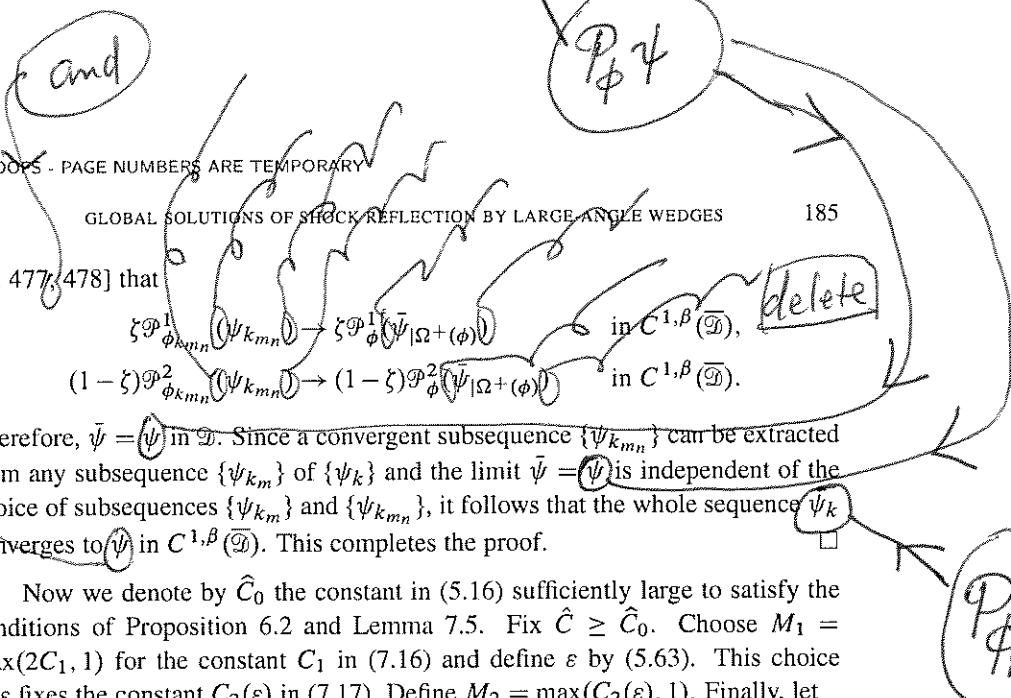 and
P_ϕ ψ
OOFS - PAGE NUMBERS ARE TEMPORARY
GLOBAL SOLUTIONS OF SHOCK REFLECTION BY LARGE-ANGLE WEDGES 185
477, 478] that
delete
ζ𝒫¹_{ϕ_{k_{m_n}}}(ψ_{k_{m_n}}) → ζ𝒫¹_ϕ(ψ̄_{|Ω⁺(ϕ)}) in C^{1,β}(𝒟̄),
(1 − ζ)𝒫²_{ϕ_{k_{m_n}}}(ψ_{k_{m_n}}) → (1 − ζ)𝒫²_ϕ(ψ̄_{|Ω⁺(ϕ)}) in C^{1,β}(𝒟̄).
erefore, ψ̄ = ψ in 𝒟. Since a convergent subsequence {ψ_{k_{m_n}}} can be extracted
m any subsequence {ψ_{k_m}} of {ψ_k} and the limit ψ̄ = ψ is independent of the
oice of subsequences {ψ_{k_m}} and {ψ_{k_{m_n}}}, it follows that the whole sequence ψ_k
nverges to ψ in C^{1,β}(𝒟̄). This completes the proof. □
P_ϕ
Now we denote by Ĉ₀ the constant in (5.16) sufficiently large to satisfy the
nditions of Proposition 6.2 and Lemma 7.5. Fix Ĉ ≥ Ĉ₀. Choose M₁ =
x(2C₁, 1) for the constant C₁ in (7.16) and define ε by (5.63). This choice
s fixes the constant C₂(ε) in (7.17). Define M₂ = max(C₂(ε), 1). Finally, let